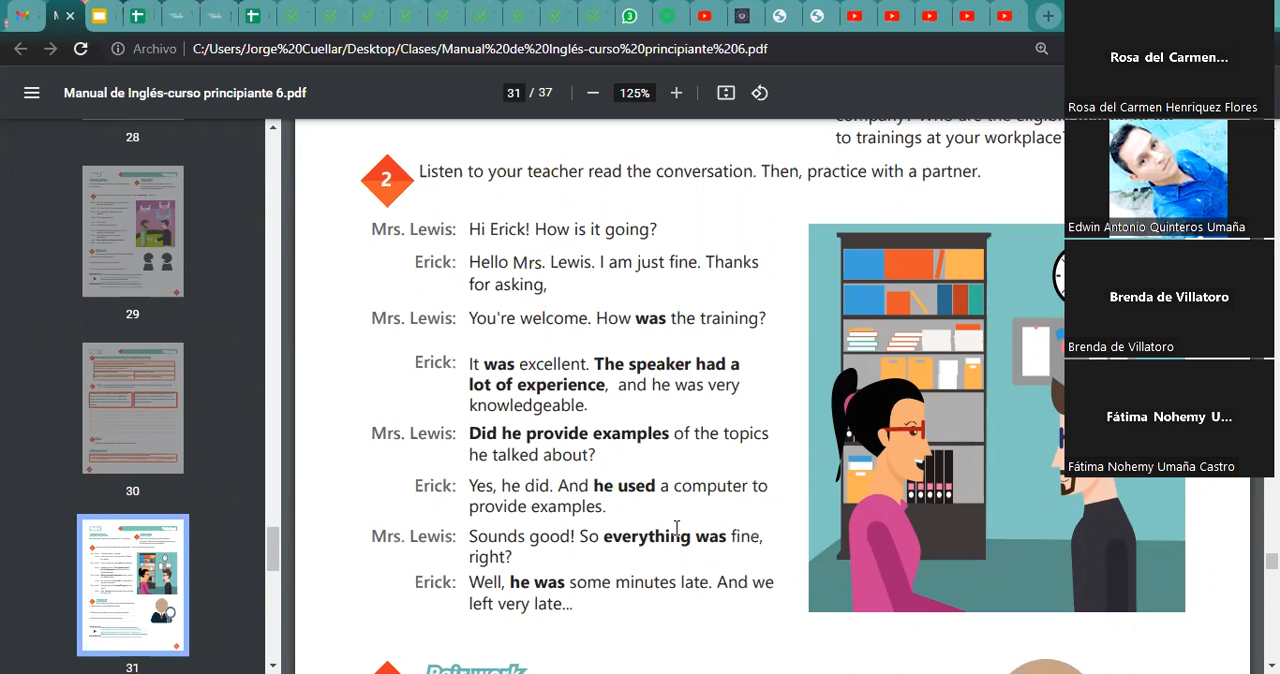 M
3
Archivo
C:/Users/Jorge%20Cuellar/Desktop/Clases/Manual%20de%20Inglés-curso%20principiante%206.pdf
Manual de Inglés-curso principiante 6.pdf
31 / 37
125%
28
29
30
31
to trainings at your workplace?
2
Listen to your teacher read the conversation. Then, practice with a partner.
Mrs. Lewis: Hi Erick! How is it going?
Erick: Hello Mrs. Lewis. I am just fine. Thanks
for asking,
Mrs. Lewis: You're welcome. How was the training?
Erick: It was excellent. The speaker had a
lot of experience, and he was very
knowledgeable.
Mrs. Lewis: Did he provide examples of the topics
he talked about?
Erick: Yes, he did. And he used a computer to
provide examples.
Mrs. Lewis: Sounds good! So everything was fine,
right?
Erick: Well, he was some minutes late. And we
left very late...
Pairwork
Rosa del Carmen...
Rosa del Carmen Henriquez Flores
Edwin Antonio Quinteros Umaña
Brenda de Villatoro
Brenda de Villatoro
Fátima Nohemy U...
Fátima Nohemy Umaña Castro